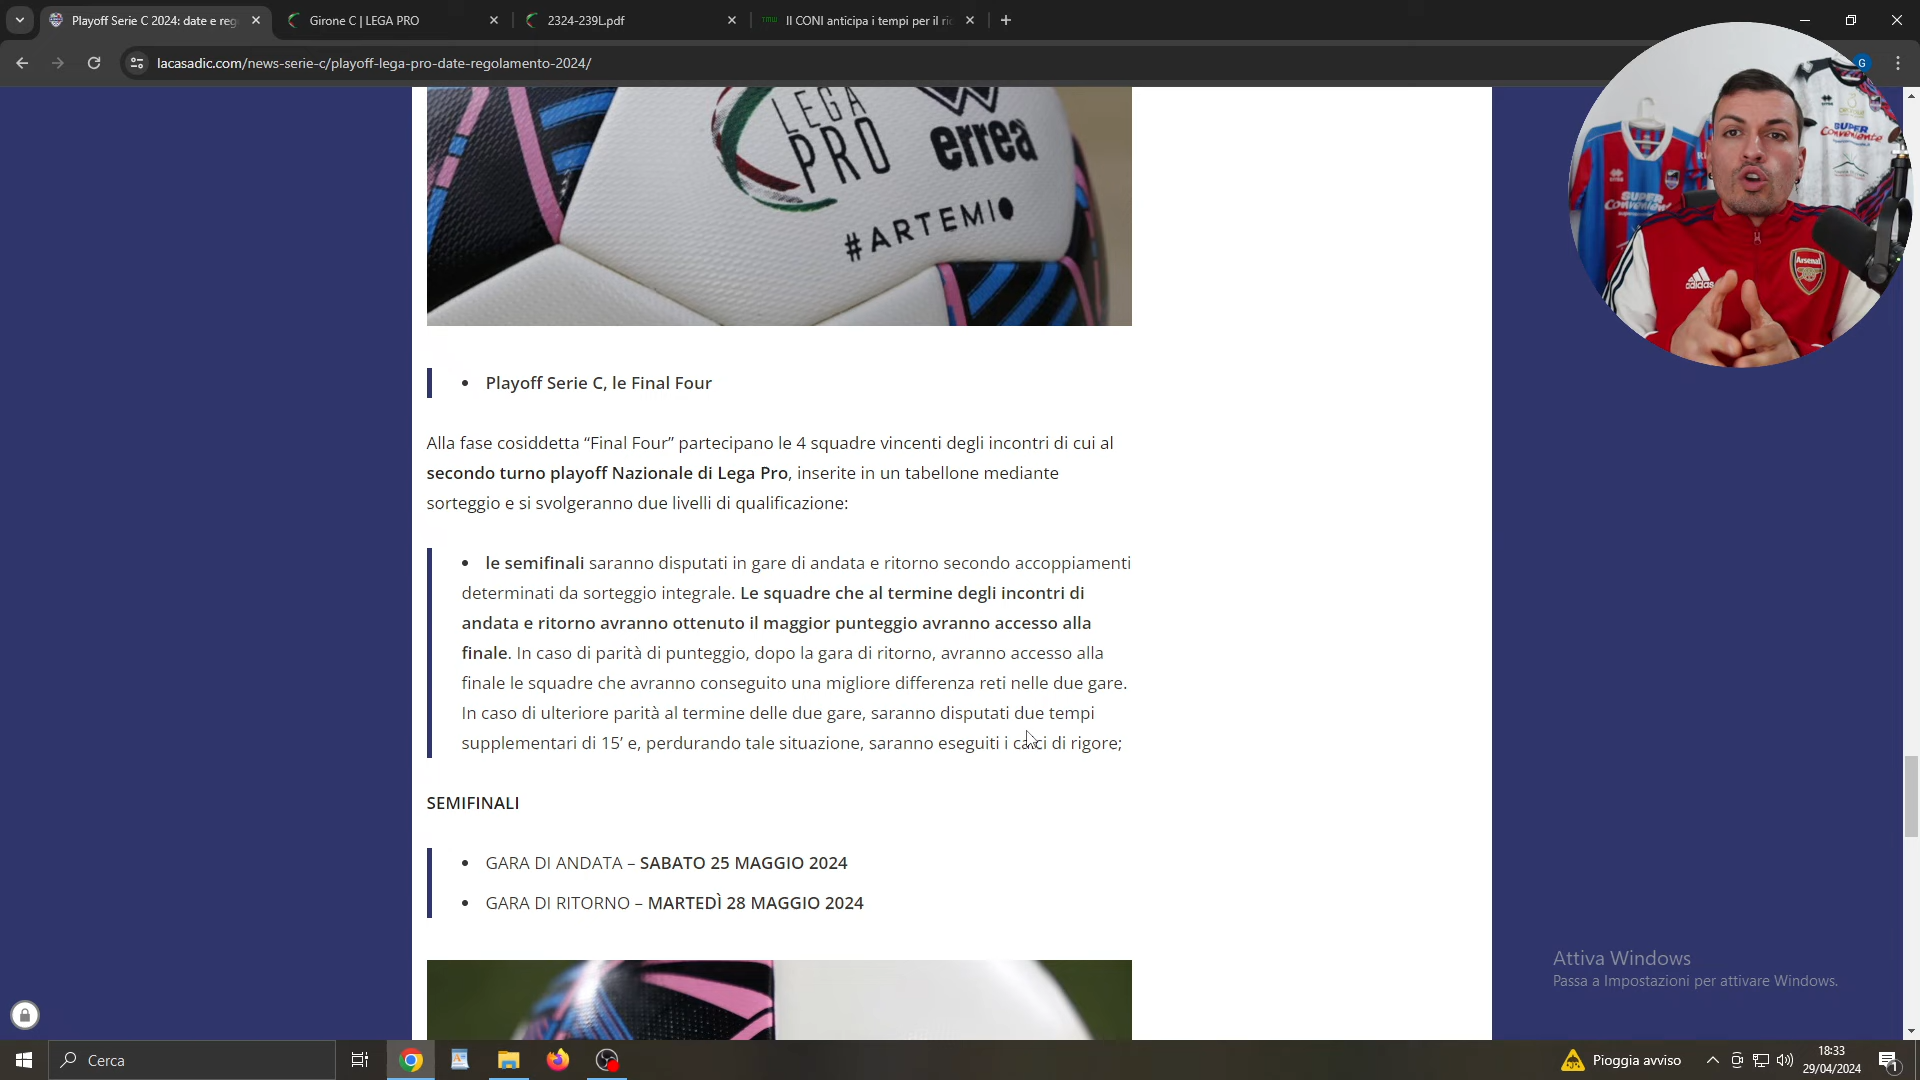 Playoff Serie C 2024: date e reg
Girone C | LEGA PRO
2324-239L.pdf
TMW
Il CONI anticipa i tempi per il ri
lacasadic.com/news-serie-c/playoff-lega-pro-date-regolamento-2024/
G
LEGA
PRO
erreà
#ARTEMIO
SUPER
Conveniente
SUPER
Conveniente
adidas
Arsenal
• Playoff Serie C, le Final Four
Alla fase cosiddetta “Final Four” partecipano le 4 squadre vincenti degli incontri di cui al
secondo turno playoff Nazionale di Lega Pro, inserite in un tabellone mediante
sorteggio e si svolgeranno due livelli di qualificazione:
• le semifinali saranno disputati in gare di andata e ritorno secondo accoppiamenti
determinati da sorteggio integrale. Le squadre che al termine degli incontri di
andata e ritorno avranno ottenuto il maggior punteggio avranno accesso alla
finale. In caso di parità di punteggio, dopo la gara di ritorno, avranno accesso alla
finale le squadre che avranno conseguito una migliore differenza reti nelle due gare.
In caso di ulteriore parità al termine delle due gare, saranno disputati due tempi
supplementari di 15’ e, perdurando tale situazione, saranno eseguiti i calci di rigore;
SEMIFINALI
• GARA DI ANDATA – SABATO 25 MAGGIO 2024
• GARA DI RITORNO – MARTEDÌ 28 MAGGIO 2024
Attiva Windows
Passa a Impostazioni per attivare Windows.
Cerca
Pioggia avviso
18:33
29/04/2024
1